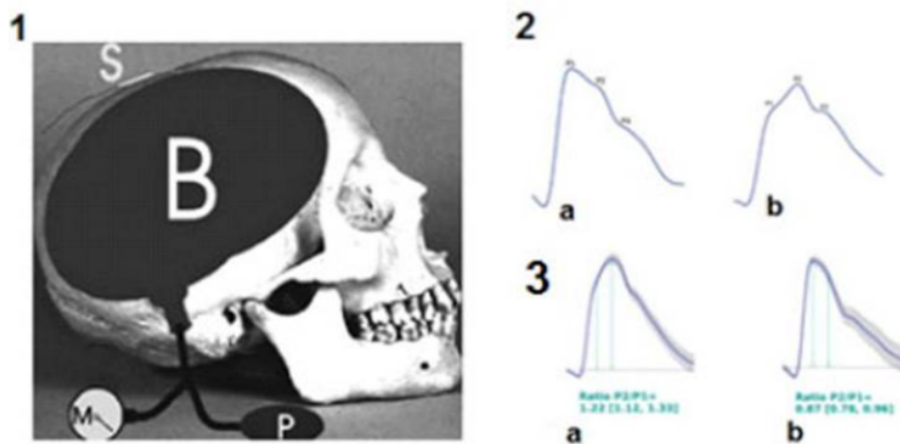 1
S
B
M
P
2
a
b
3
Ratio P2/P1=
1.22 [1.12, 1.33]
a
Ratio P2/P1=
0.87 [0.78, 0.96]
b